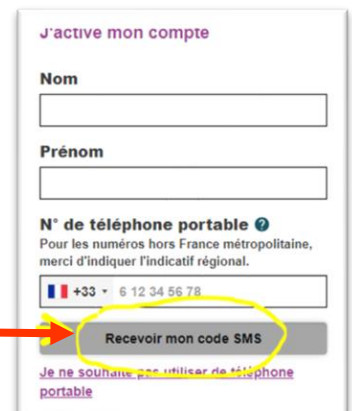 J'active mon compte
Nom
Prénom
N° de téléphone portable ?
Pour les numéros hors France métropolitaine,
merci d'indiquer l'indicatif régional.
+33 6 12 34 56 78
Recevoir mon code SMS
Je ne souhaite pas utiliser de téléphone
portable